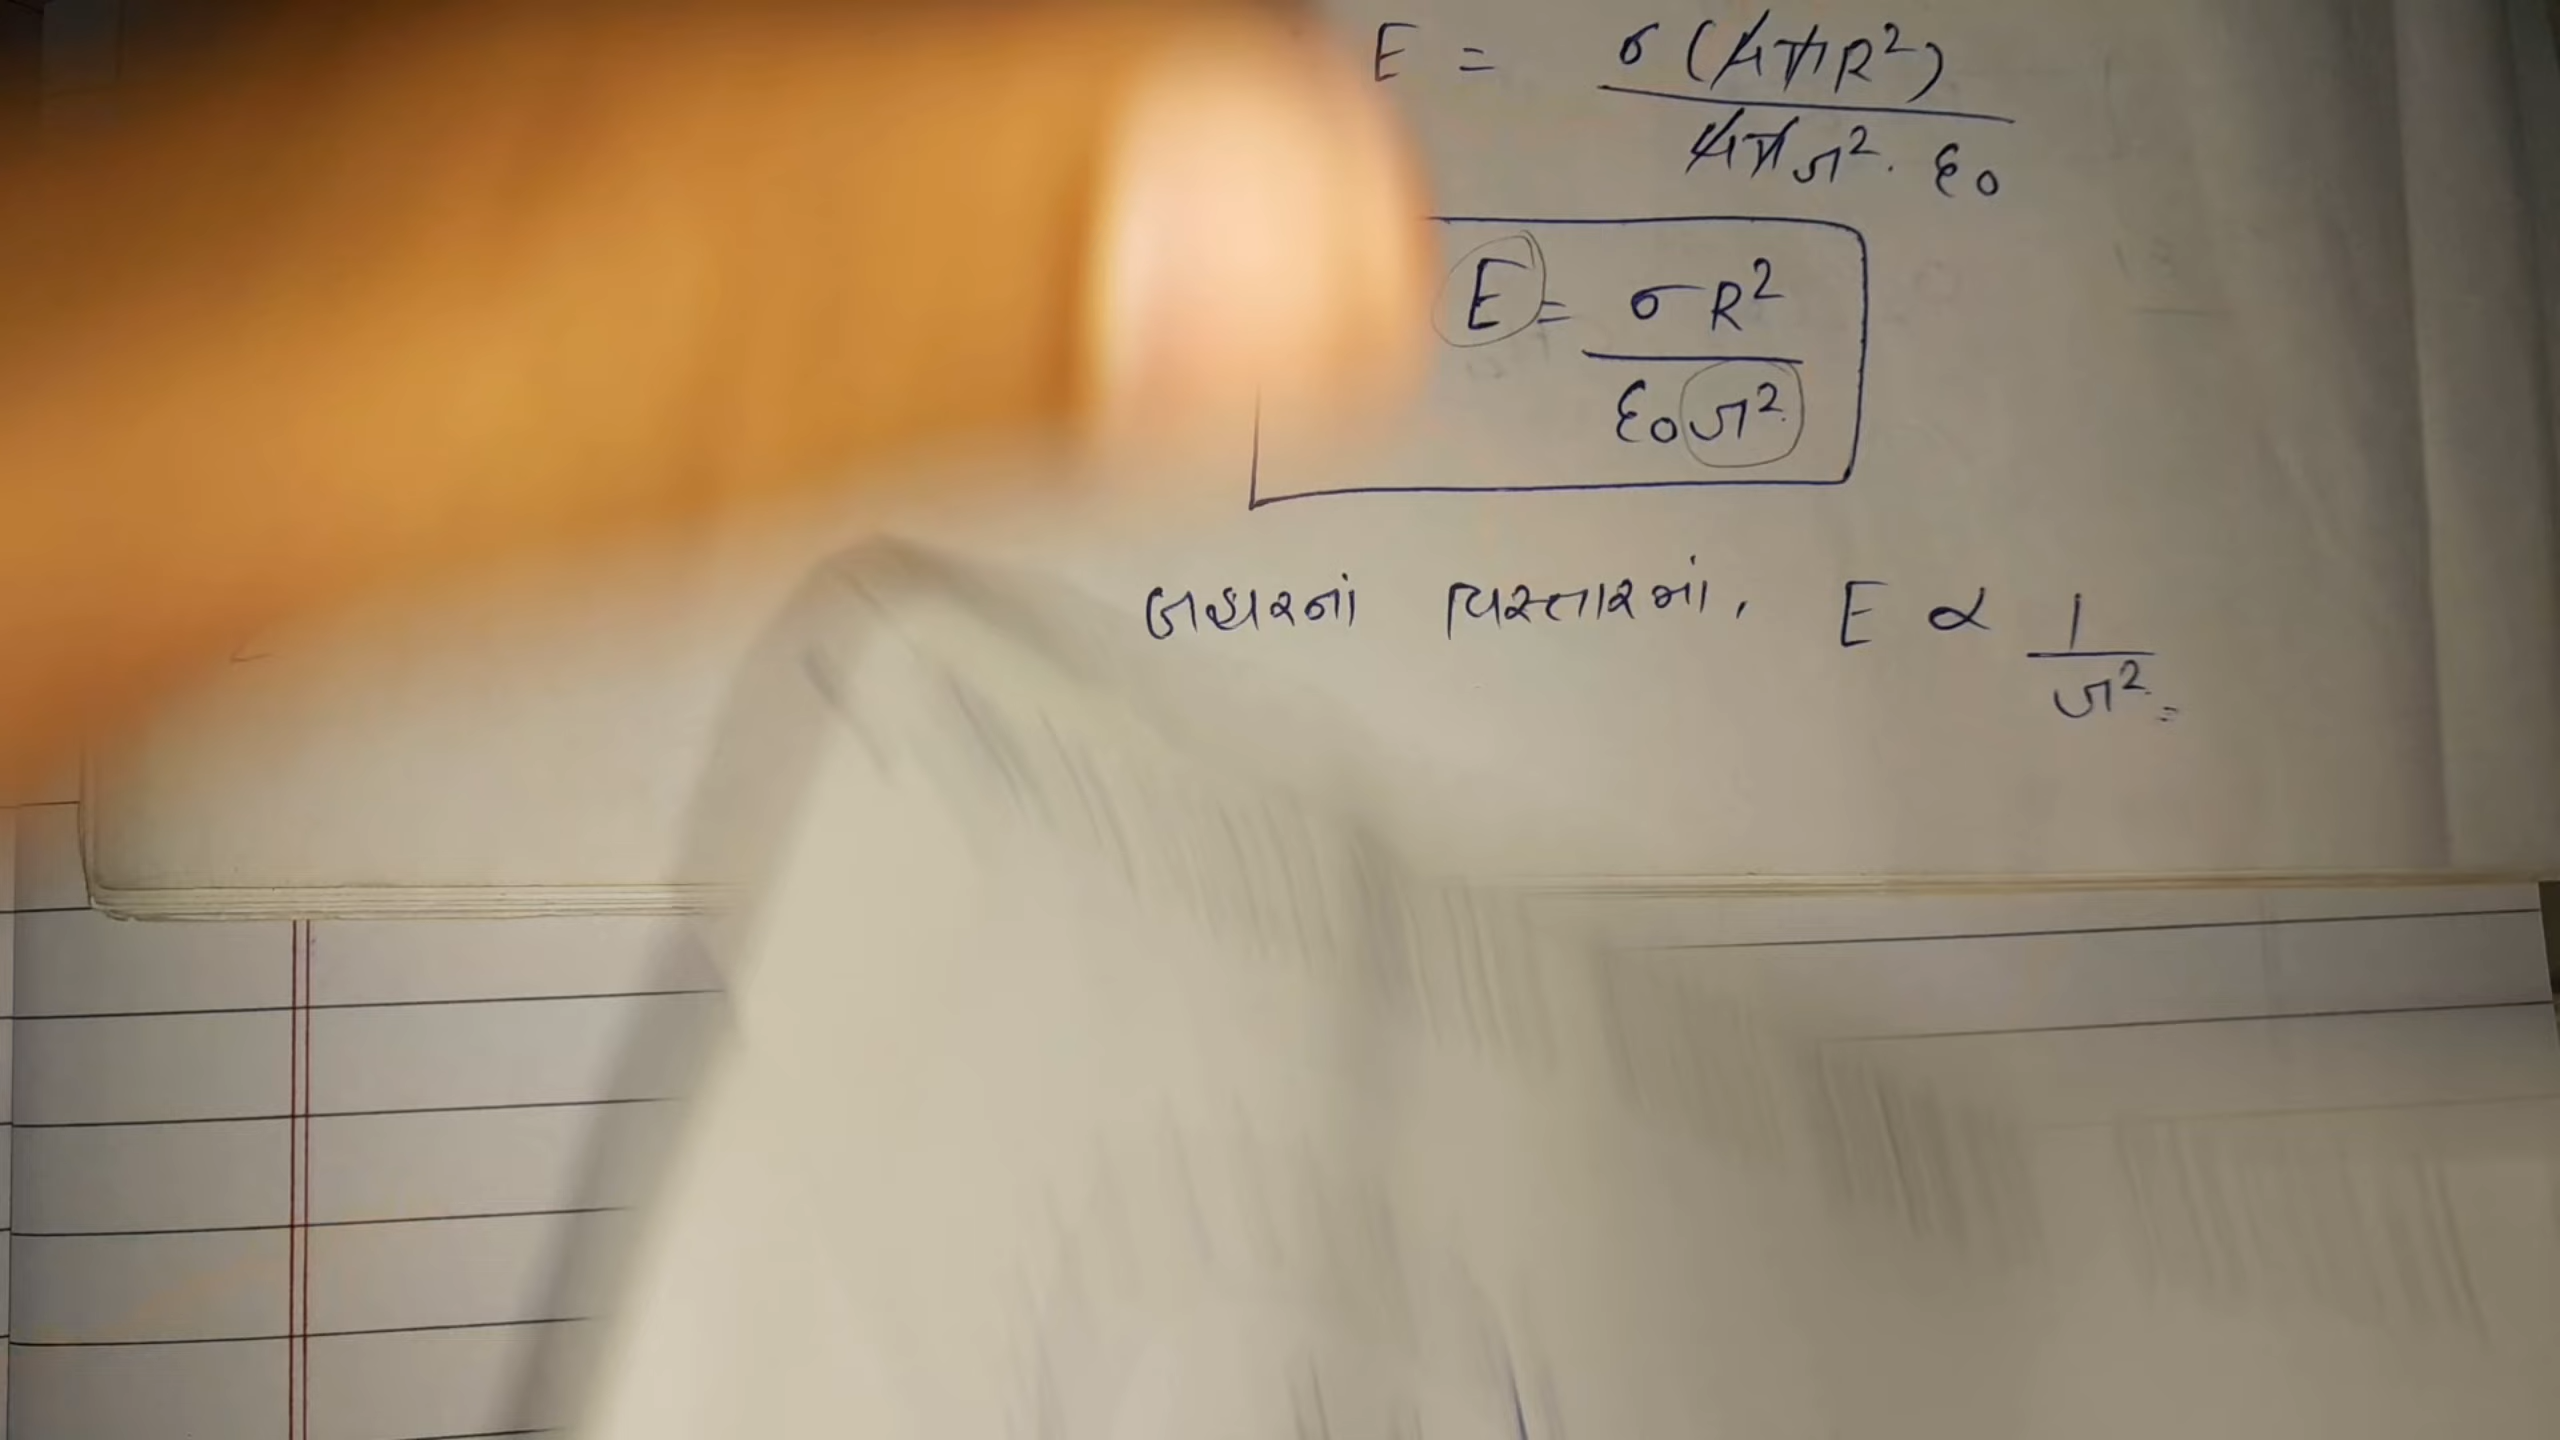 E = σ(4πR²) / 4πr². ε₀
E = σR² / ε₀r²
બહારનાં વિસ્તારમાં, E ∝ 1 / r²